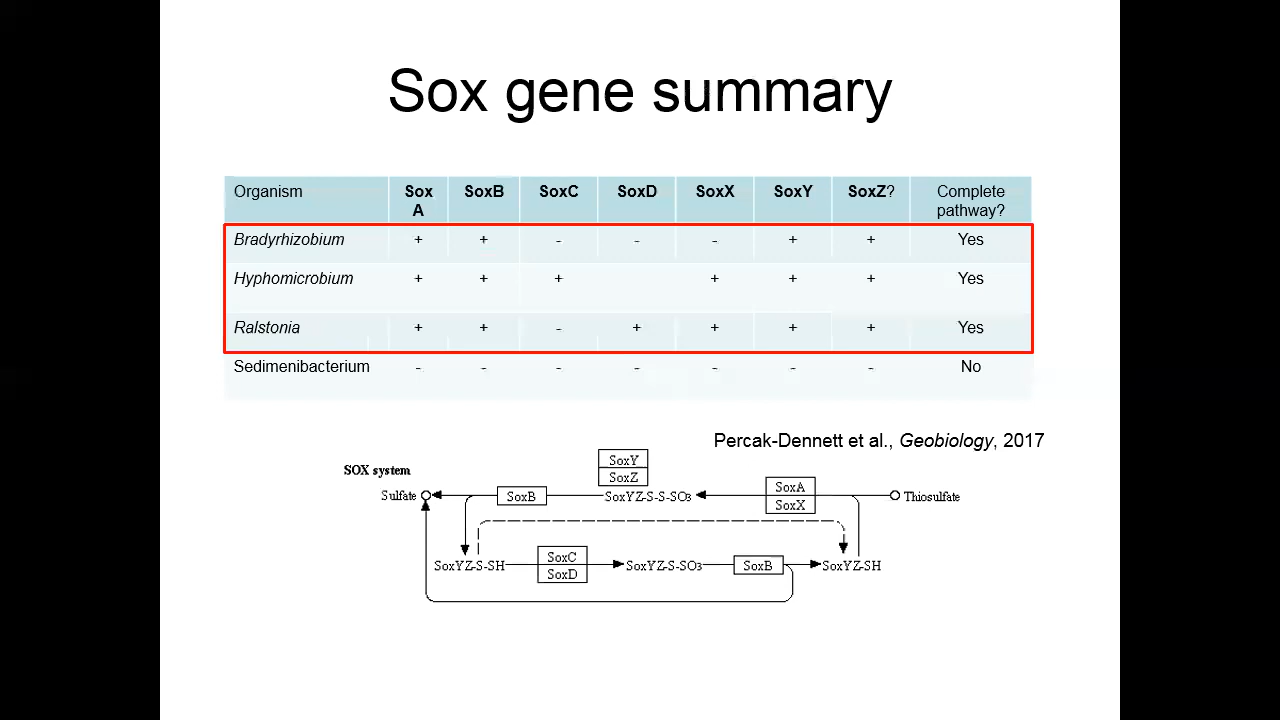 Sox gene summary
Organism Sox A SoxB SoxC SoxD SoxX SoxY SoxZ? Complete pathway?
Bradyrhizobium + + - - - + + Yes
Hyphomicrobium + + + + + + Yes
Ralstonia + + - + + + + Yes
Sedimenibacterium - - - - - - - No
Percak-Dennett et al., Geobiology, 2017
SOX system
SoxY
SoxZ
Sulfate SoxB SoxYZ-S-S-SO3 SoxA SoxX Thiosulfate
SoxYZ-S-SH SoxC SoxD SoxYZ-S-SO3 SoxB SoxYZ-SH